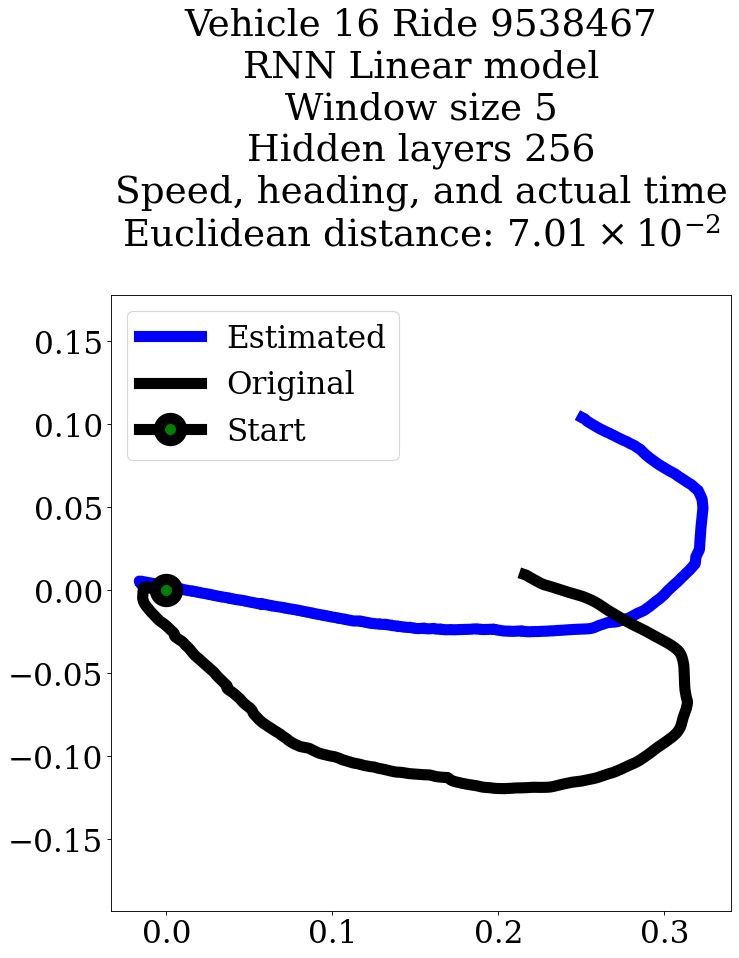 Vehicle 16 Ride 9538467
RNN Linear model
Window size 5
Hidden layers 256
Speed, heading, and actual time
Euclidean distance: 7.01 × 10⁻²
Estimated
Original
Start
0.15
0.10
0.05
0.00
−0.05
−0.10
−0.15
0.0 0.1 0.2 0.3